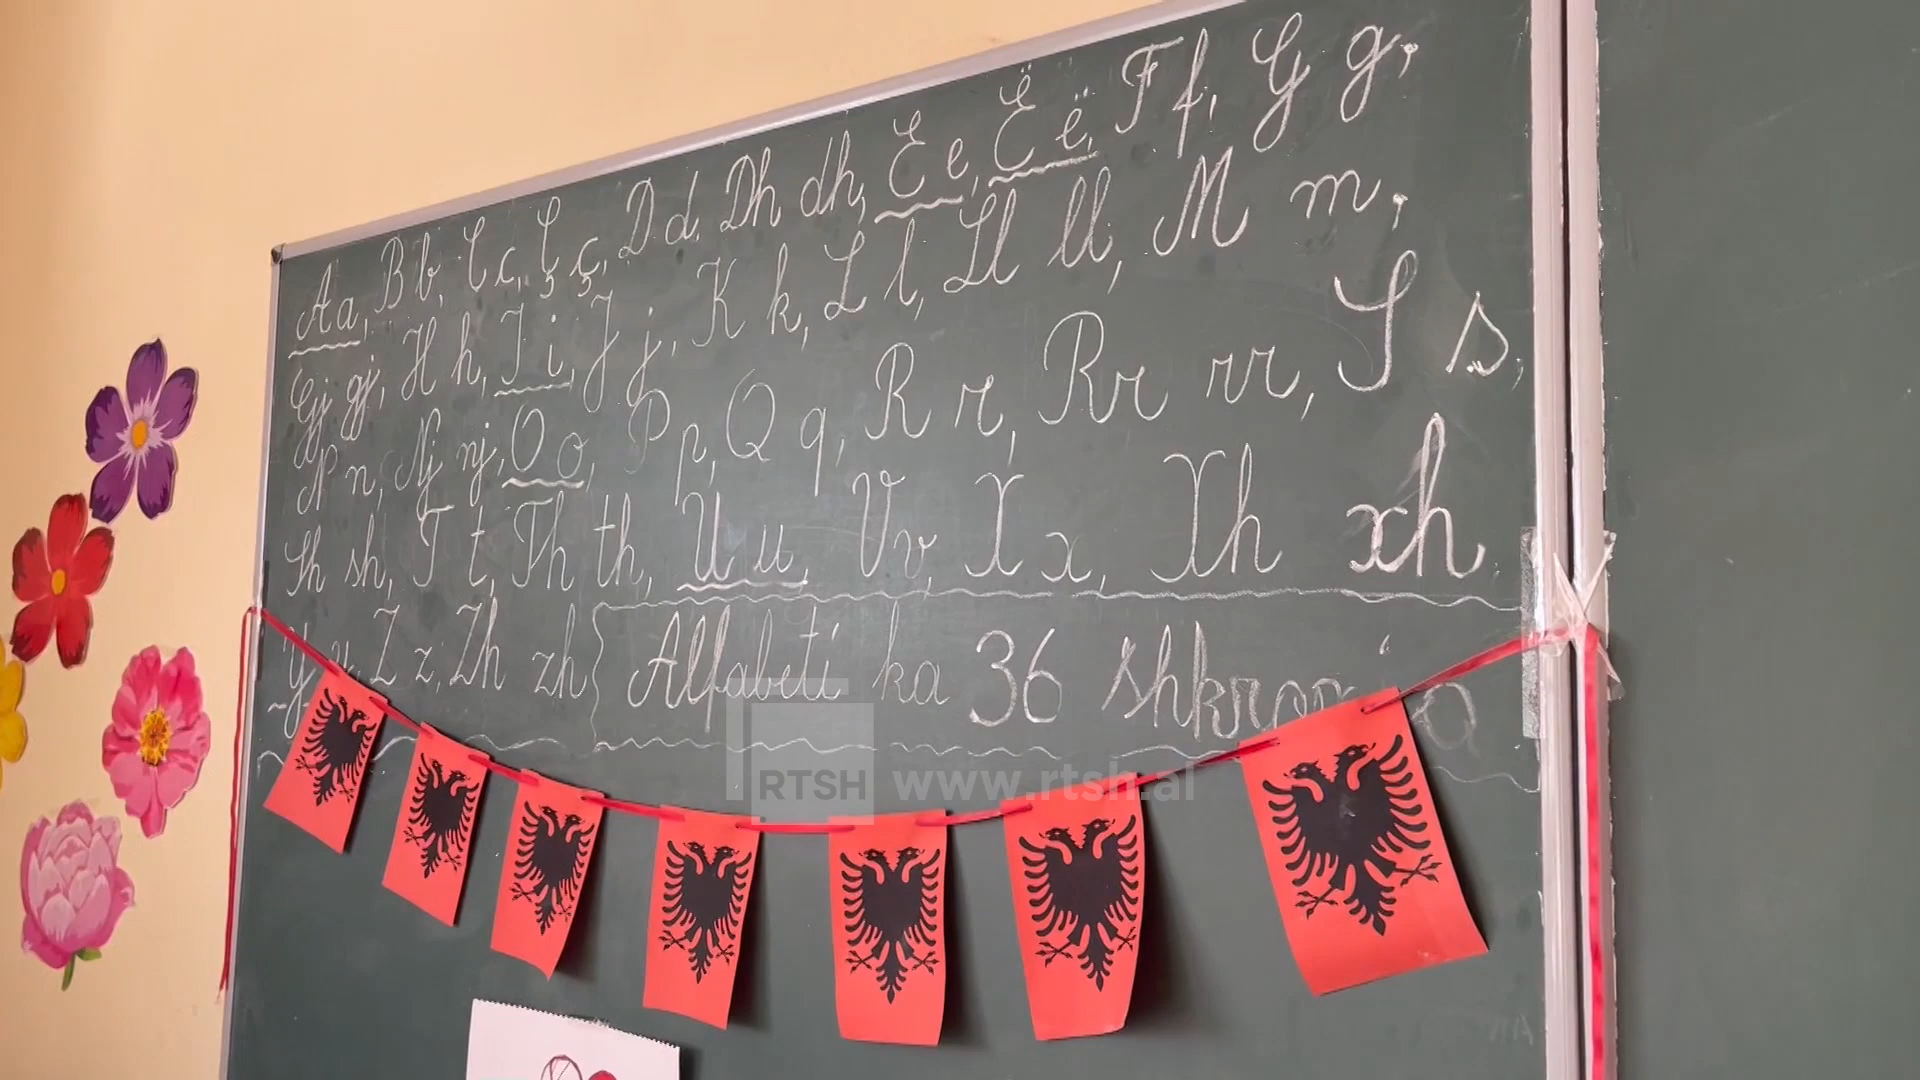 Aa, Bb, Cc, Çç, Dd, Dh dh, Ee, Ëë, Ff, Gg,
Gj gj, Hh, Ii, Jj, Kk, Ll, Ll ll, Mm,
Nn, Nj nj, Oo, Pp, Qq, Rr, Rr rr, Ss,
Sh sh, Tt, Th th, Uu, Vv, Xx, Xh xh
Yy, Zz, Zh zh Alfabeti ka 36
RTSH www.rtsh.al